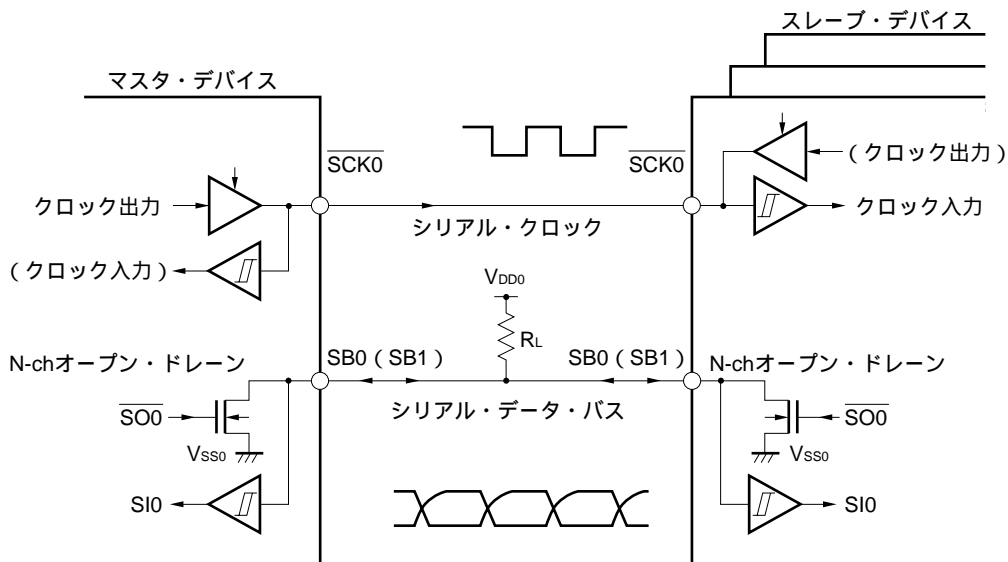 スレーブ・デバイス
マスタ・デバイス
SCK0
SCK0
(クロック出力)
クロック出力
シリアル・クロック
クロック入力
(クロック入力)
VDD0
RL
N-chオープン・ドレーン
SB0(SB1)
SB0(SB1)
N-chオープン・ドレーン
SO0
シリアル・データ・バス
SO0
VSS0
VSS0
SI0
SI0